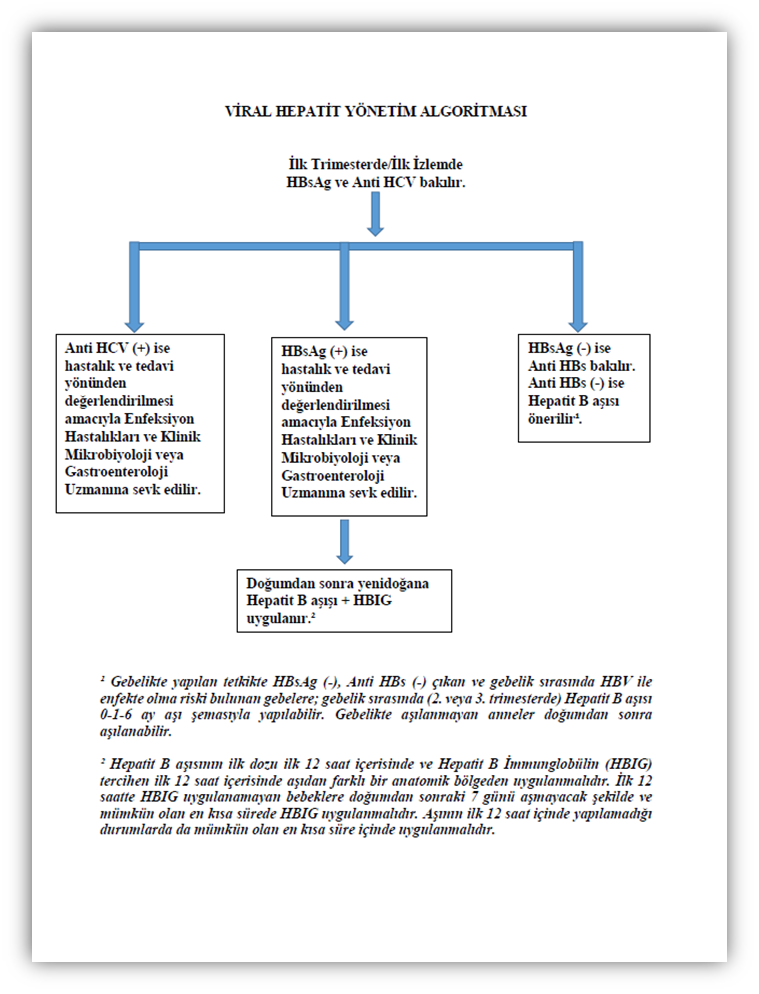 VİRAL HEPATİT YÖNETİM ALGORİTMASI
İlk Trimesterde/İlk İzlemde
HBsAg ve Anti HCV bakılır.
Anti HCV (+) ise
hastalık ve tedavi
yönünden
değerlendirilmesi
amacıyla Enfeksiyon
Hastalıkları ve Klinik
Mikrobiyoloji veya
Gastroenteroloji
Uzmanına sevk edilir.
HBsAg (+) ise
hastalık ve tedavi
yönünden
değerlendirilmesi
amacıyla Enfeksiyon
Hastalıkları ve Klinik
Mikrobiyoloji veya
Gastroenteroloji
Uzmanına sevk edilir.
HBsAg (-) ise
Anti HBs bakılır.
Anti HBs (-) ise
Hepatit B aşısı
önerilir¹.
Doğumdan sonra yenidoğana
Hepatit B aşışı + HBIG
uygulanır.²
¹ Gebelikte yapılan tetkikte HBsAg (-), Anti HBs (-) çıkan ve gebelik sırasında HBV ile
enfekte olma riski bulunan gebelere; gebelik sırasında (2. veya 3. trimesterde) Hepatit B aşısı
0-1-6 ay aşı şemasıyla yapılabilir. Gebelikte aşılanmayan anneler doğumdan sonra
aşılanabilir.
² Hepatit B aşısının ilk dozu ilk 12 saat içerisinde ve Hepatit B İmmunglobülin (HBIG)
tercihen ilk 12 saat içerisinde aşıdan farklı bir anatomik bölgeden uygulanmalıdır. İlk 12
saatte HBIG uygulanamayan bebeklere doğumdan sonraki 7 günü aşmayacak şekilde ve
mümkün olan en kısa sürede HBIG uygulanmalıdır. Aşının ilk 12 saat içinde yapılamadığı
durumlarda da mümkün olan en kısa süre içinde uygulanmalıdır.